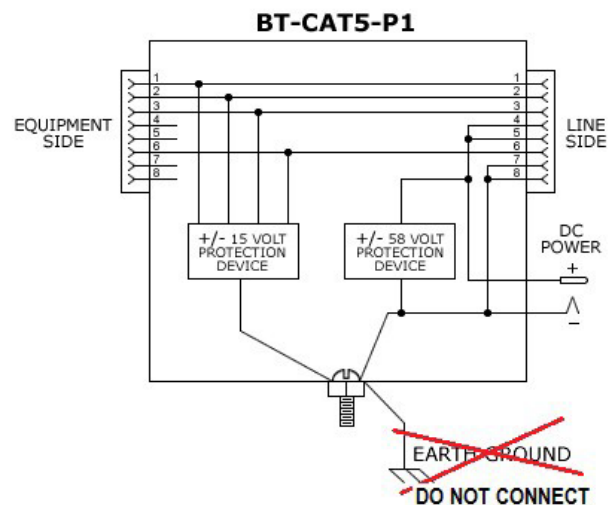 BT-CAT5-P1
EQUIPMENT
SIDE
1
2
3
4
5
6
7
8
1
2
3
4
5
6
7
8
LINE
SIDE
+/- 15 VOLT
PROTECTION
DEVICE
+/- 58 VOLT
PROTECTION
DEVICE
DC
POWER
+
-
EARTH GROUND
DO NOT CONNECT